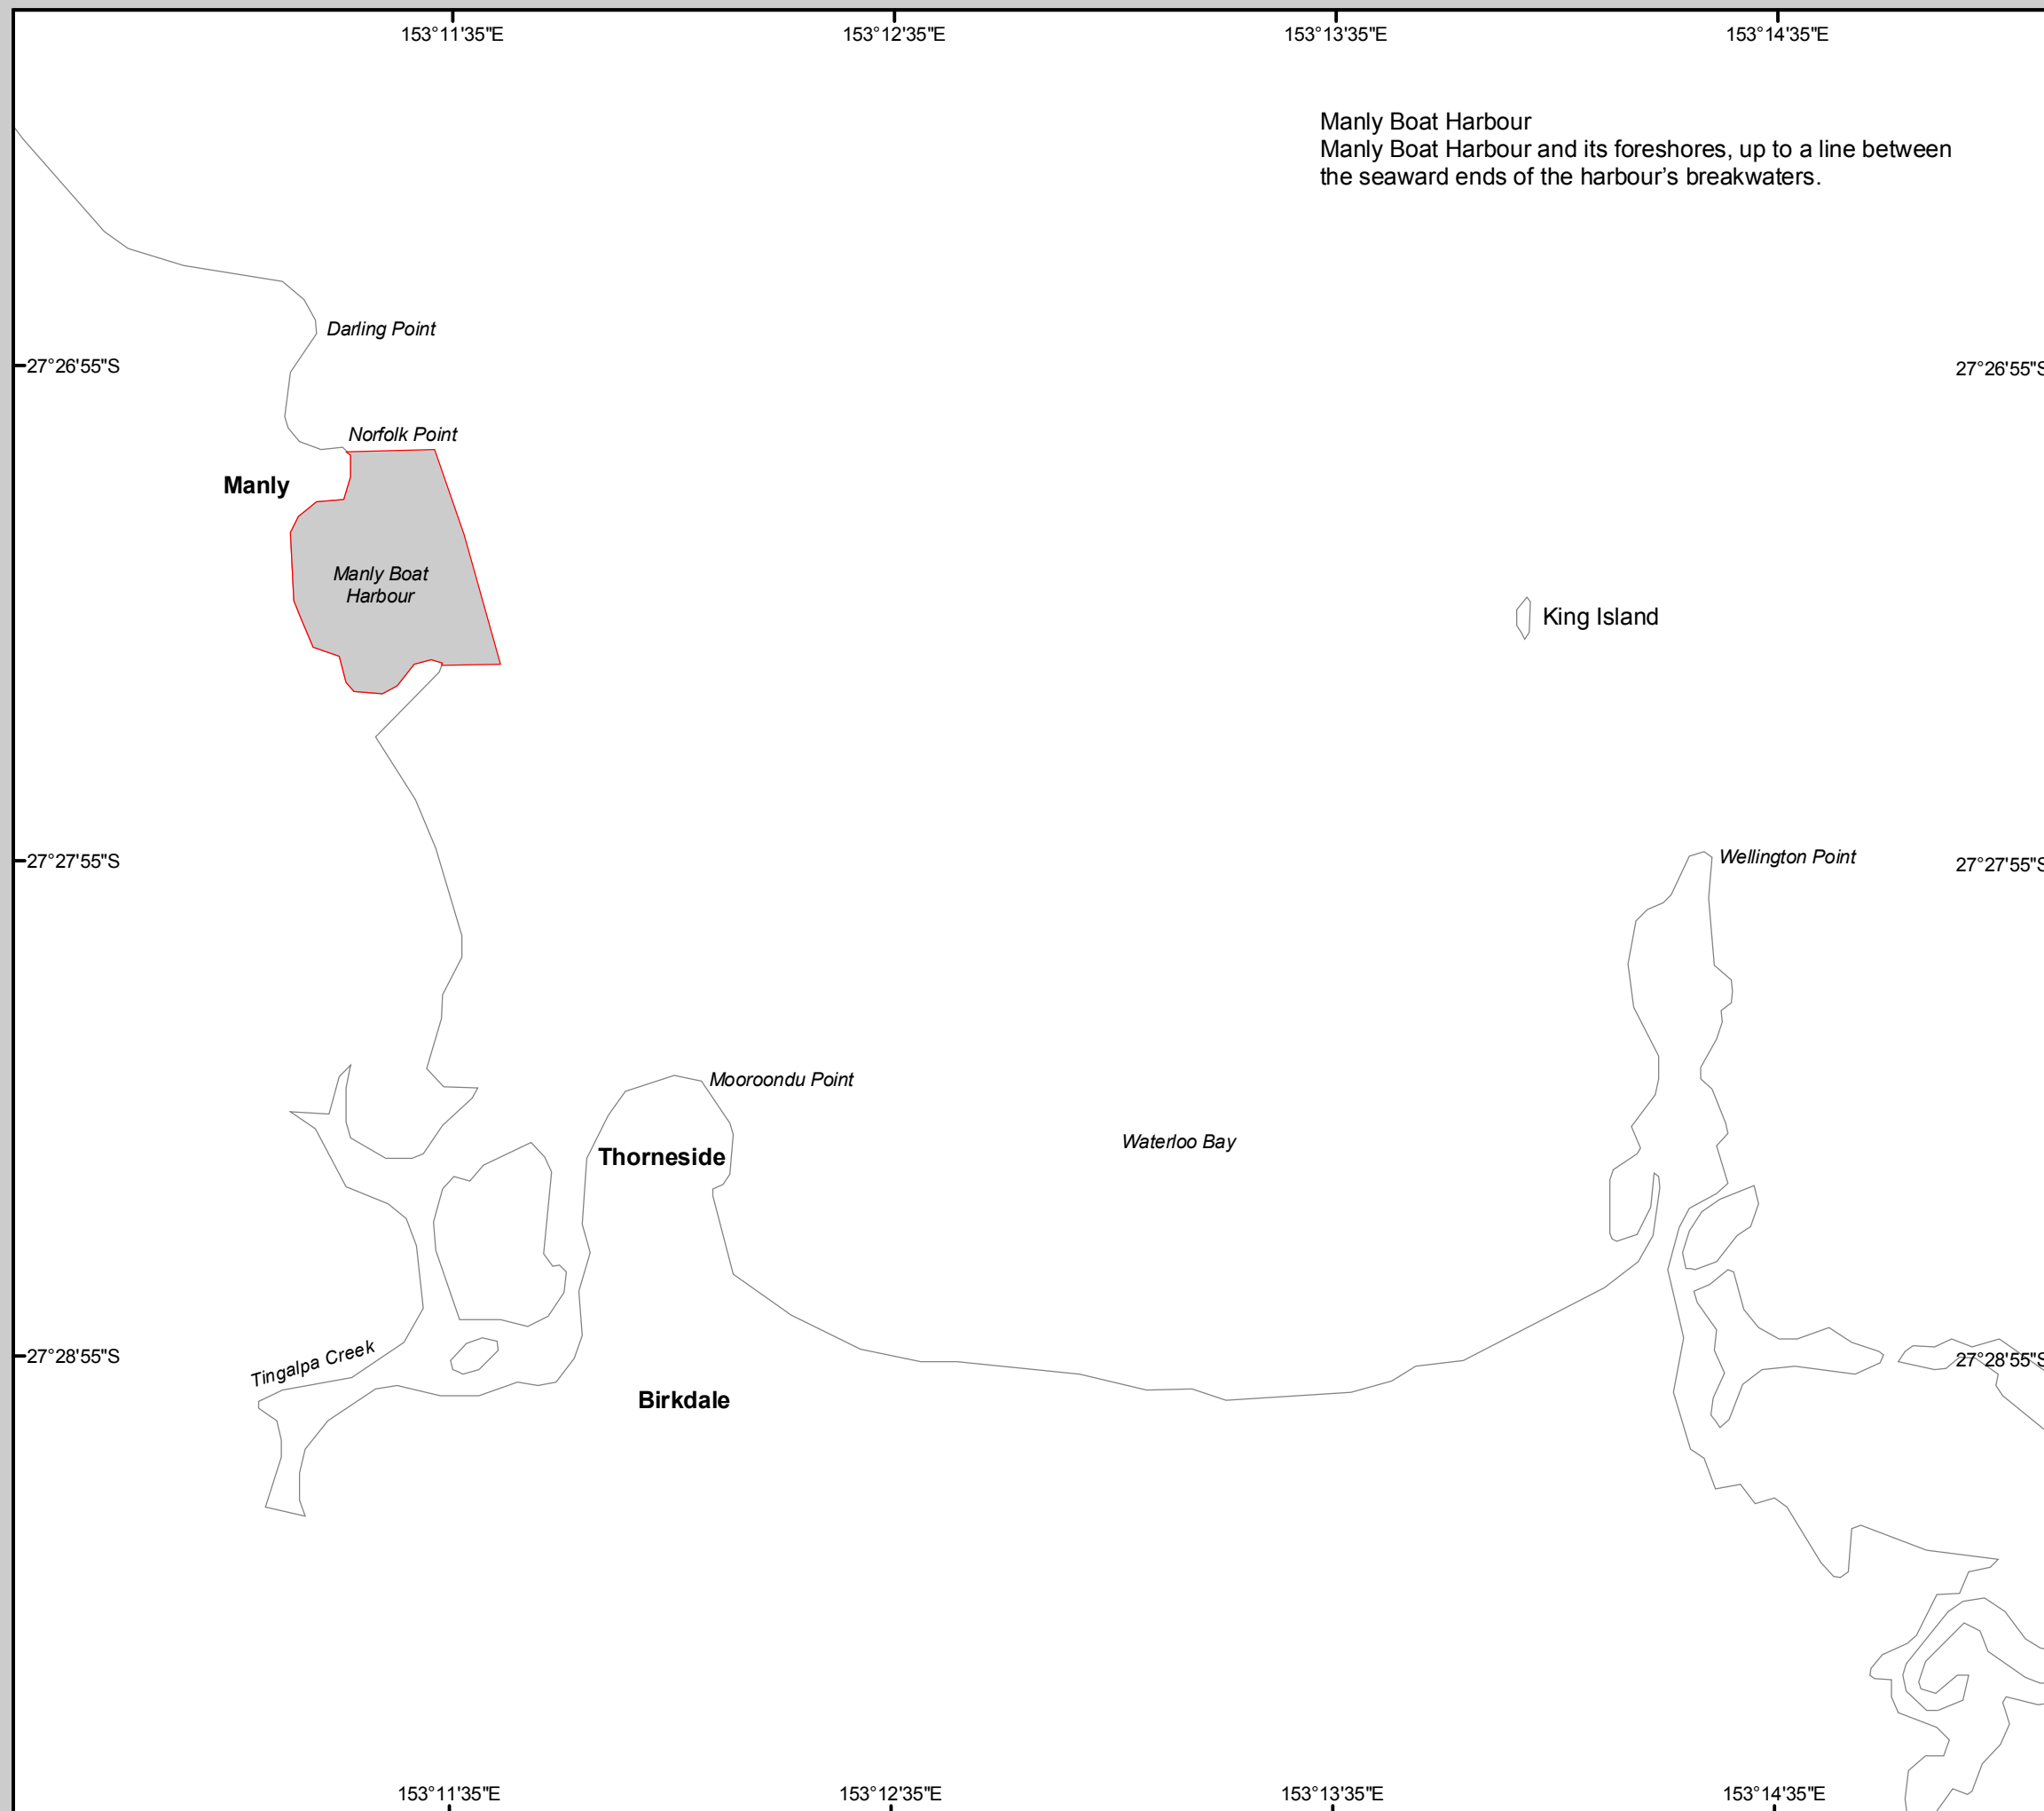 153°11'35"E 153°12'35"E 153°13'35"E 153°14'35"E
Manly Boat Harbour
Manly Boat Harbour and its foreshores, up to a line between
the seaward ends of the harbour’s breakwaters.
Darling Point
27°26'55"S 27°26'55"S
Norfolk Point
Manly
Manly Boat
Harbour
King Island
27°27'55"S Wellington Point 27°27'55"S
Mooroondu Point
Waterloo Bay
Thorneside
Tingalpa Creek
27°28'55"S 27°28'55"S
Birkdale
153°11'35"E 153°12'35"E 153°13'35"E 153°14'35"E